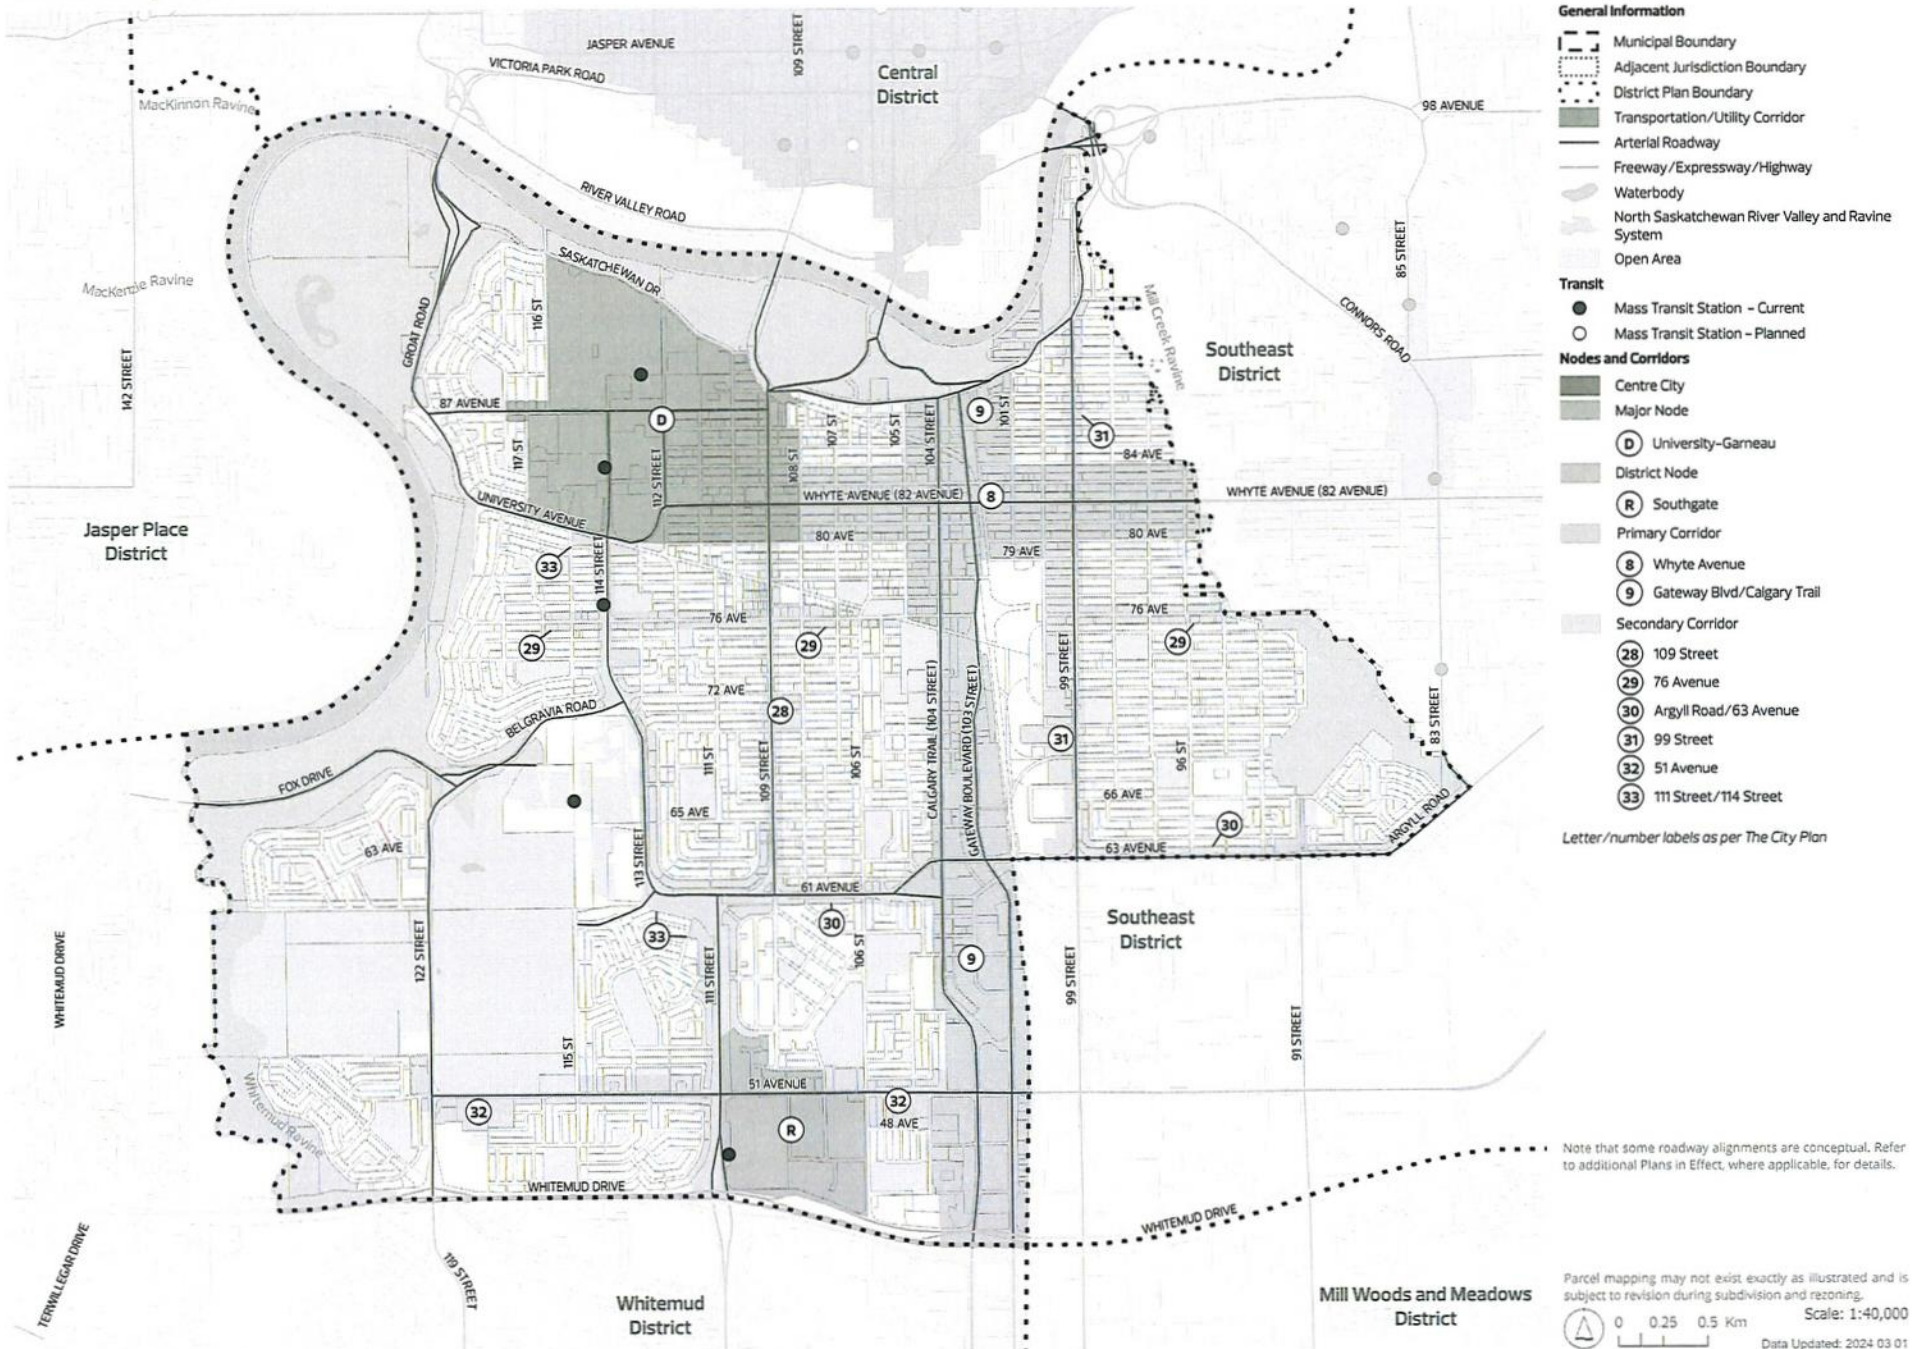 JASPER AVENUE
109 STREET
VICTORIA PARK ROAD
Central
District
MacKinnon Ravine
98 AVENUE
RIVER VALLEY ROAD
SASKATCHEWAN DR
MacKenzie Ravine
GROAT ROAD
116 ST
142 STREET
85 STREET
CONNORS ROAD
Mill Creek Ravine
Southeast
District
87 AVENUE
D
117 ST
112 STREET
108 ST
107 ST
105 ST
104 STREET
9
101 ST
31
84 AVE
WHYTE AVENUE (82 AVENUE)
8
WHYTE AVENUE (82 AVENUE)
UNIVERSITY AVENUE
Jasper Place
District
80 AVE
80 AVE
79 AVE
33
114 STREET
76 AVE
76 AVE
29
29
29
72 AVE
28
BELGRAVIA ROAD
CALGARY TRAIL (104 STREET)
GATEWAY BOULEVARD (103 STREET)
99 STREET
31
83 STREET
96 ST
111 ST
109 STREET
106 ST
FOX DRIVE
65 AVE
66 AVE
30
ARGYLL ROAD
63 AVE
113 STREET
63 AVENUE
61 AVENUE
30
33
106 ST
9
Southeast
District
WHITEMUD DRIVE
122 STREET
111 STREET
99 STREET
91 STREET
115 ST
51 AVENUE
32
32
48 AVE
R
Whitemud Ravine
WHITEMUD DRIVE
WHITEMUD DRIVE
TERWILLEGAR DRIVE
119 STREET
Whitemud
District
Mill Woods and Meadows
District
General Information
Municipal Boundary
Adjacent Jurisdiction Boundary
District Plan Boundary
Transportation/Utility Corridor
Arterial Roadway
Freeway/Expressway/Highway
Waterbody
North Saskatchewan River Valley and Ravine
System
Open Area
Transit
Mass Transit Station - Current
Mass Transit Station - Planned
Nodes and Corridors
Centre City
Major Node
D University-Garneau
District Node
R Southgate
Primary Corridor
8 Whyte Avenue
9 Gateway Blvd/Calgary Trail
Secondary Corridor
28 109 Street
29 76 Avenue
30 Argyll Road/63 Avenue
31 99 Street
32 51 Avenue
33 111 Street/114 Street
Letter/number labels as per The City Plan
Note that some roadway alignments are conceptual. Refer
to additional Plans in Effect, where applicable, for details.
Parcel mapping may not exist exactly as illustrated and is
subject to revision during subdivision and rezoning.
0 0.25 0.5 Km
Scale: 1:40,000
Data Updated: 2024 03 01